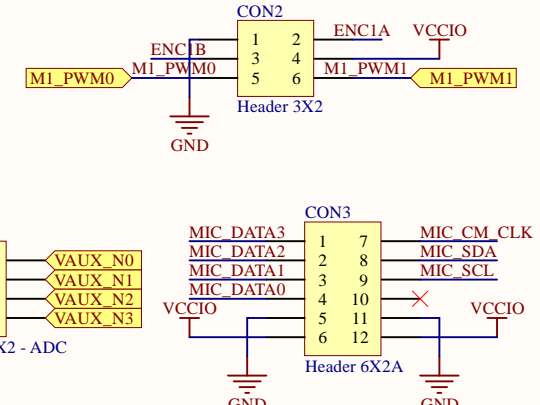 CON2
1 2 ENC1A VCCIO
ENC1B 3 4
M1_PWM0 M1_PWM0 5 6 M1_PWM1 M1_PWM1
Header 3X2
GND
CON3
MIC_DATA3 1 7 MIC_CM_CLK
MIC_DATA2 2 8 MIC_SDA
MIC_DATA1 3 9 MIC_SCL
MIC_DATA0 4 10
VCCIO 5 11 VCCIO
6 12
Header 6X2A
GND GND
VAUX_N0
VAUX_N1
VAUX_N2
VAUX_N3
X2 - ADC